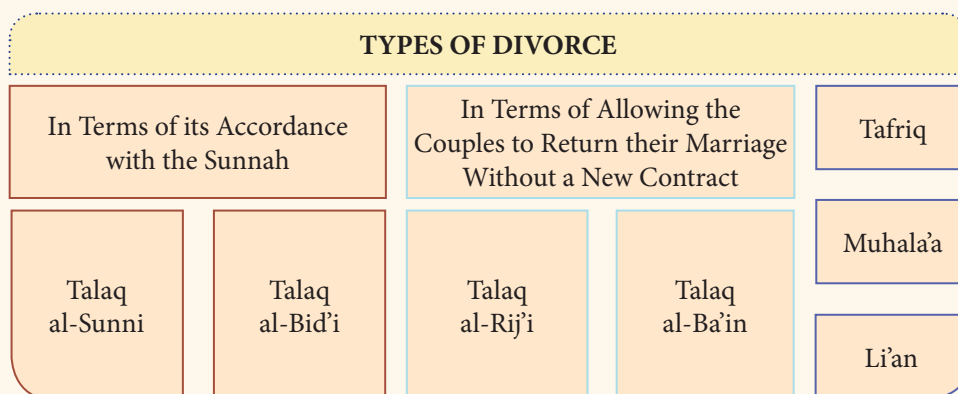 TYPES OF DIVORCE
In Terms of its Accordance
with the Sunnah
In Terms of Allowing the
Couples to Return their Marriage
Without a New Contract
Tafriq
Muhala’a
Li’an
Talaq
al-Sunni
Talaq
al-Bid’i
Talaq
al-Rij’i
Talaq
al-Ba’in